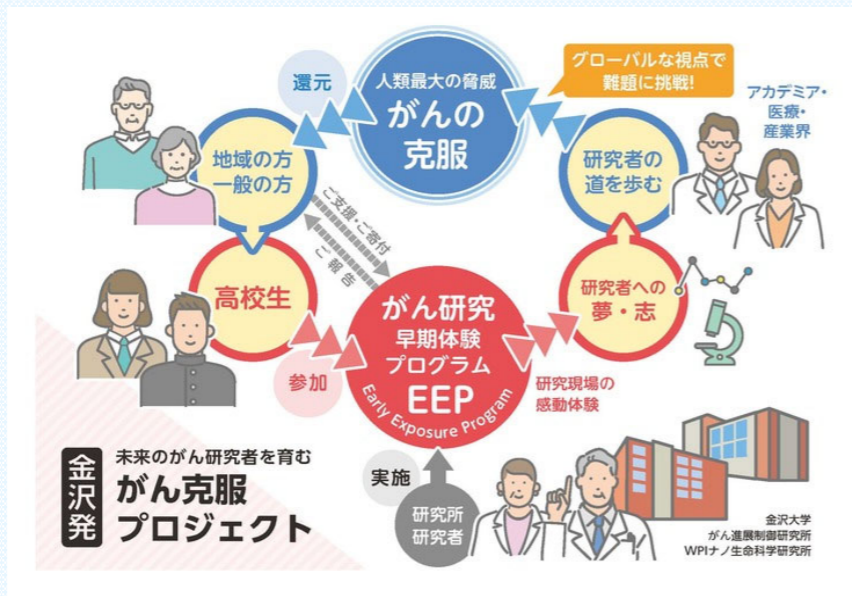 還元
人類最大の脅威
がんの
克服
グローバルな視点で
難題に挑戦!
アカデミア・
医療・
産業界
地域の方
一般の方
研究者の
道を歩む
ご支援・ご寄付
ご報告
高校生
がん研究
早期体験
プログラム
EEP
Early Exposure Program
研究者への
夢・志
参加
研究現場の
感動体験
金沢発
未来のがん研究者を育む
がん克服
プロジェクト
実施
研究所
研究者
金沢大学
がん進展制御研究所
WPIナノ生命科学研究所